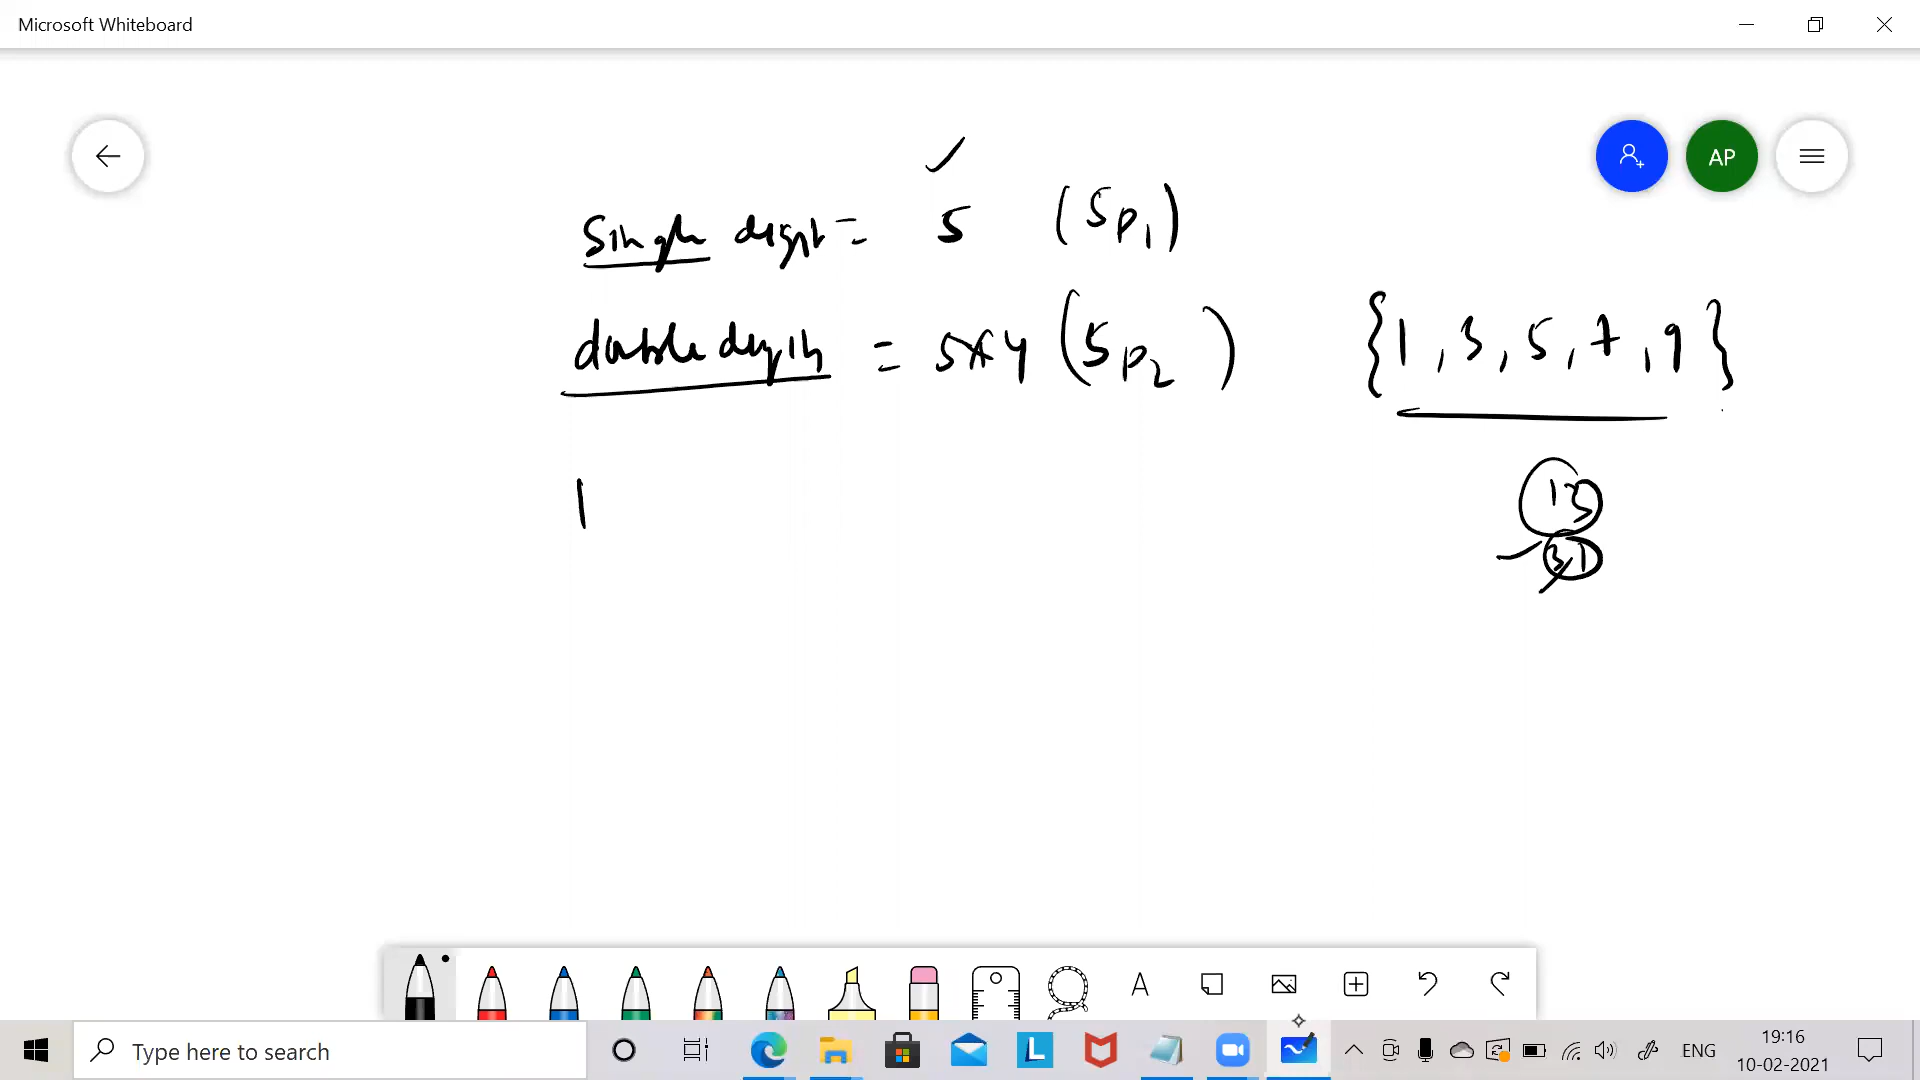 Microsoft Whiteboard
AP
single digit = 5 (5p1)
double digit = 5*4 (5p2)
{1, 3, 5, 7, 9}
13
31
1
A
Type here to search
L
ENG
19:16
10-02-2021